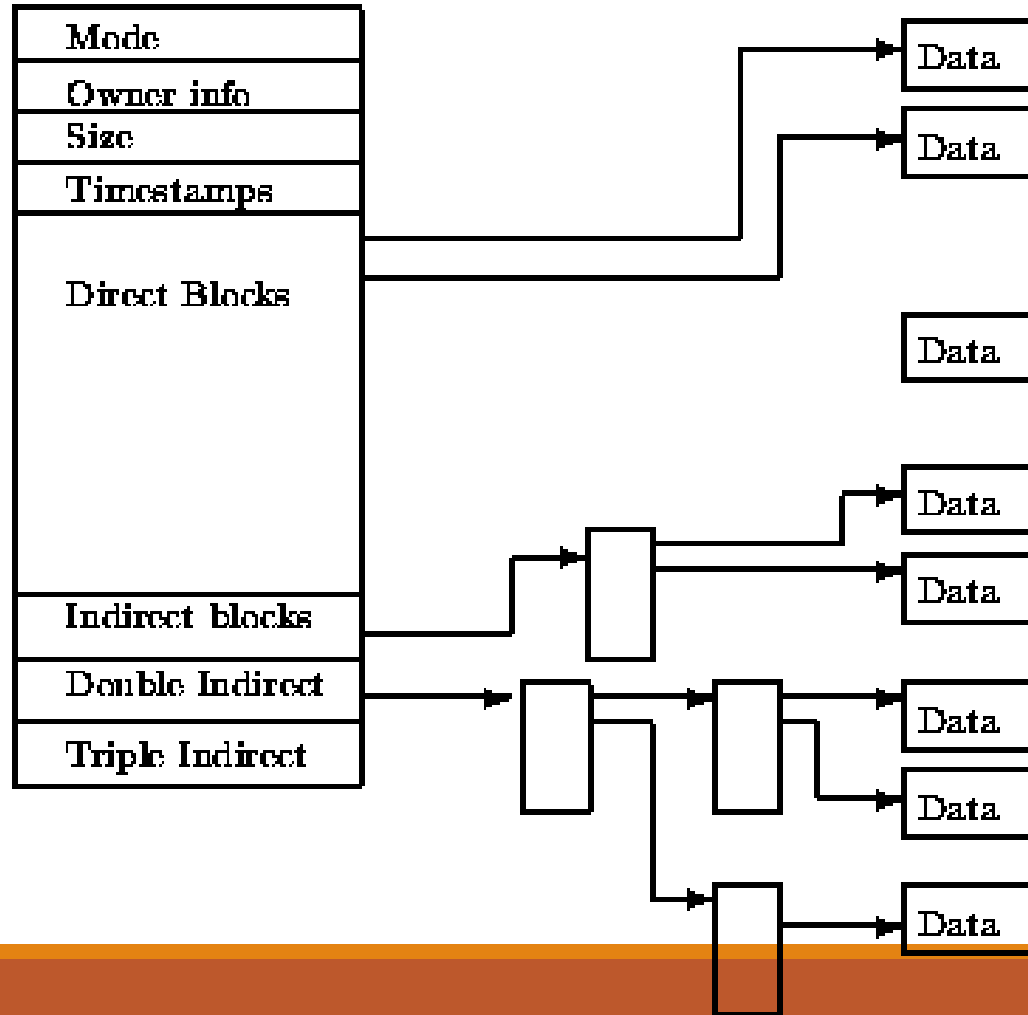 Mode
Owner info
Size
Timestamps
Direct Blocks
Indirect blocks
Double Indirect
Triple Indirect
Data
Data
Data
Data
Data
Data
Data
Data